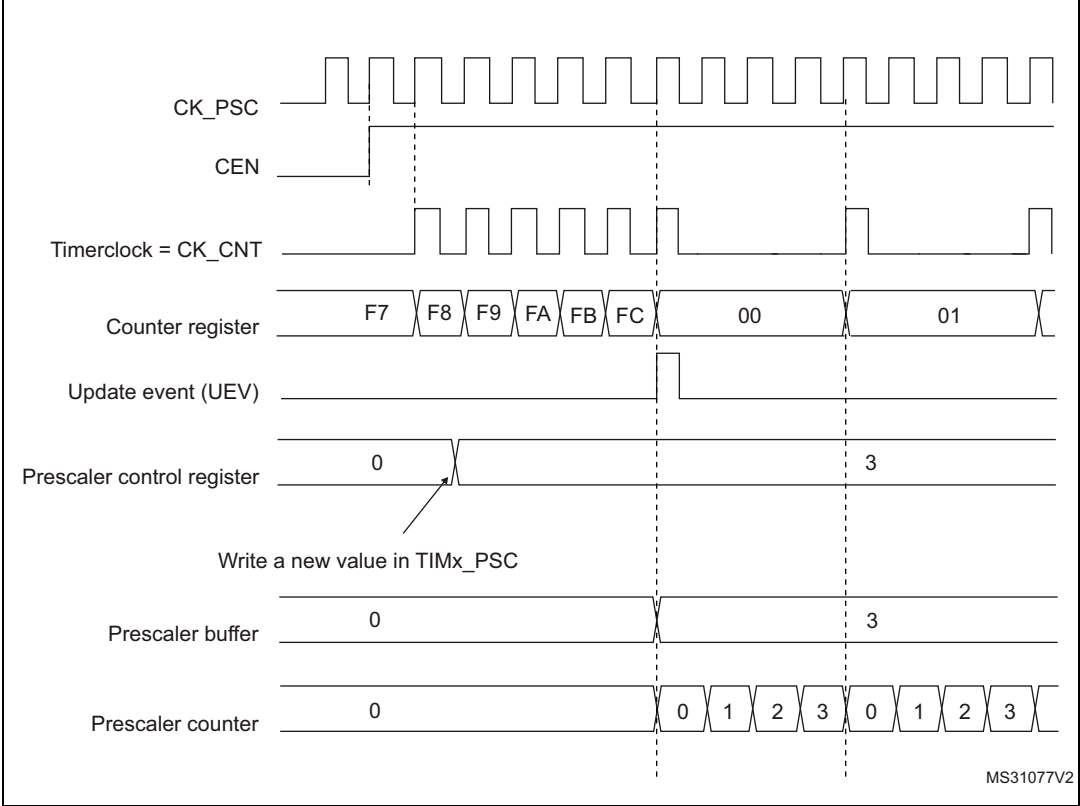 CK_PSC
CEN
Timerclock = CK_CNT
Counter register F7 F8 F9 FA FB FC 00 01
Update event (UEV)
Prescaler control register 0 3
Write a new value in TIMx_PSC
Prescaler buffer 0 3
Prescaler counter 0 0 1 2 3 0 1 2 3
MS31077V2